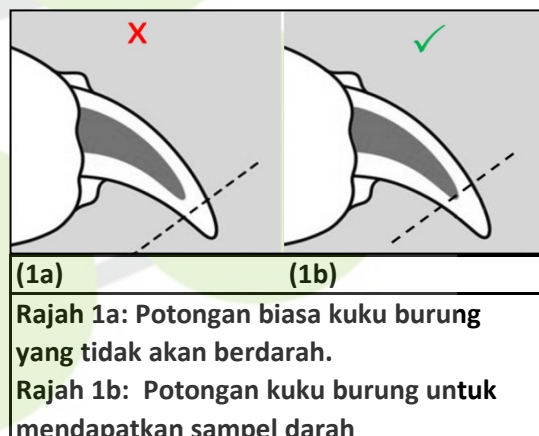 X ✓
(1a) (1b)
Rajah 1a: Potongan biasa kuku burung
yang tidak akan berdarah.
Rajah 1b: Potongan kuku burung untuk
mendapatkan sampel darah